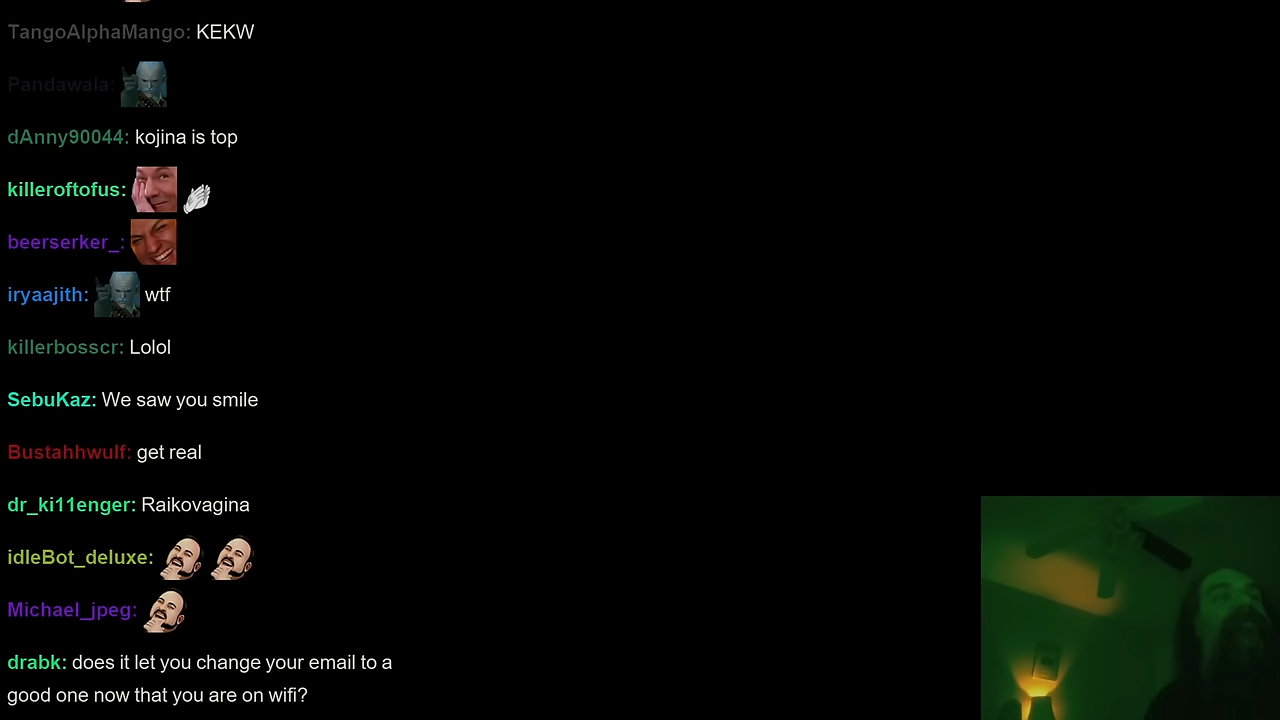 TangoAlphaMango: KEKW
Pandawala:
dAnny90044: kojina is top
killeroftofus:
beerserker_:
iryaajith: wtf
killerbosscr: Lolol
SebuKaz: We saw you smile
Bustahhwulf: get real
dr_ki11enger: Raikovagina
idleBot_deluxe:
Michael_jpeg:
drabk: does it let you change your email to a
good one now that you are on wifi?